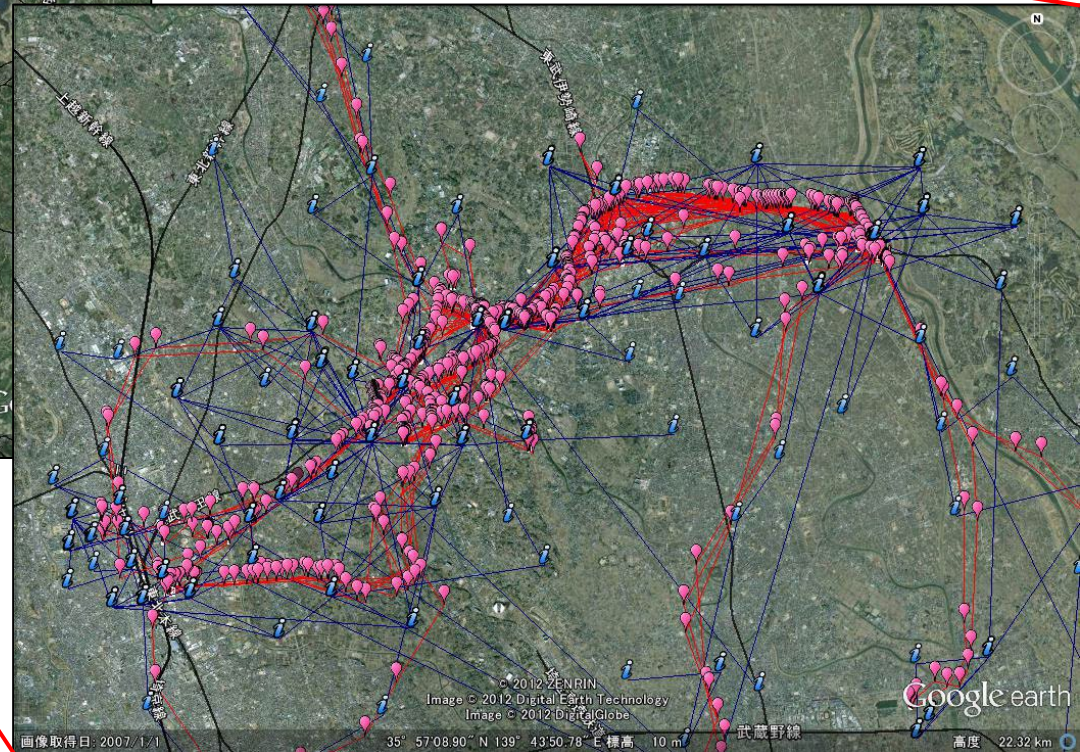 N
東武伊勢崎線
上越新幹線
© 2012 ZENRIN
Image © 2012 Digital Earth Technology
Image © 2012 DigitalGlobe
Google earth
武蔵野線
画像取得日: 2007/1/1
35° 57'08.90" N 139° 43'50.78" E 標高 10 m
高度 22.32 km